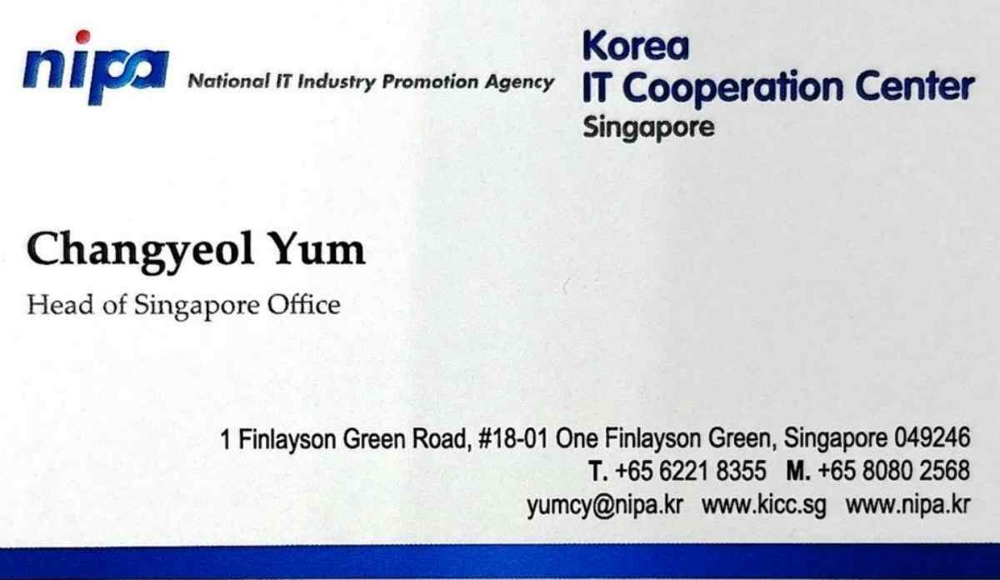 nipa National IT Industry Promotion Agency
Korea
IT Cooperation Center
Singapore
Changyeol Yum
Head of Singapore Office
1 Finlayson Green Road, #18-01 One Finlayson Green, Singapore 049246
T. +65 6221 8355 M. +65 8080 2568
yumcy@nipa.kr www.kicc.sg www.nipa.kr